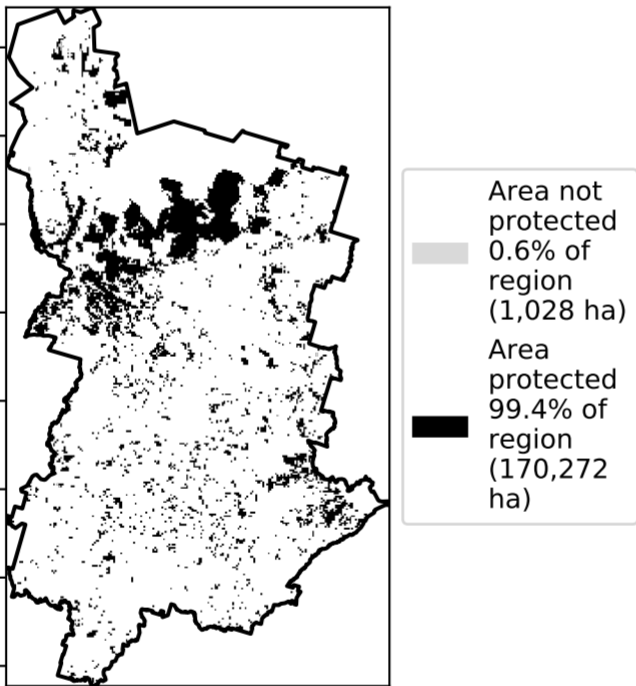 Area not
protected
0.6% of
region
(1,028 ha)
Area
protected
99.4% of
region
(170,272
ha)